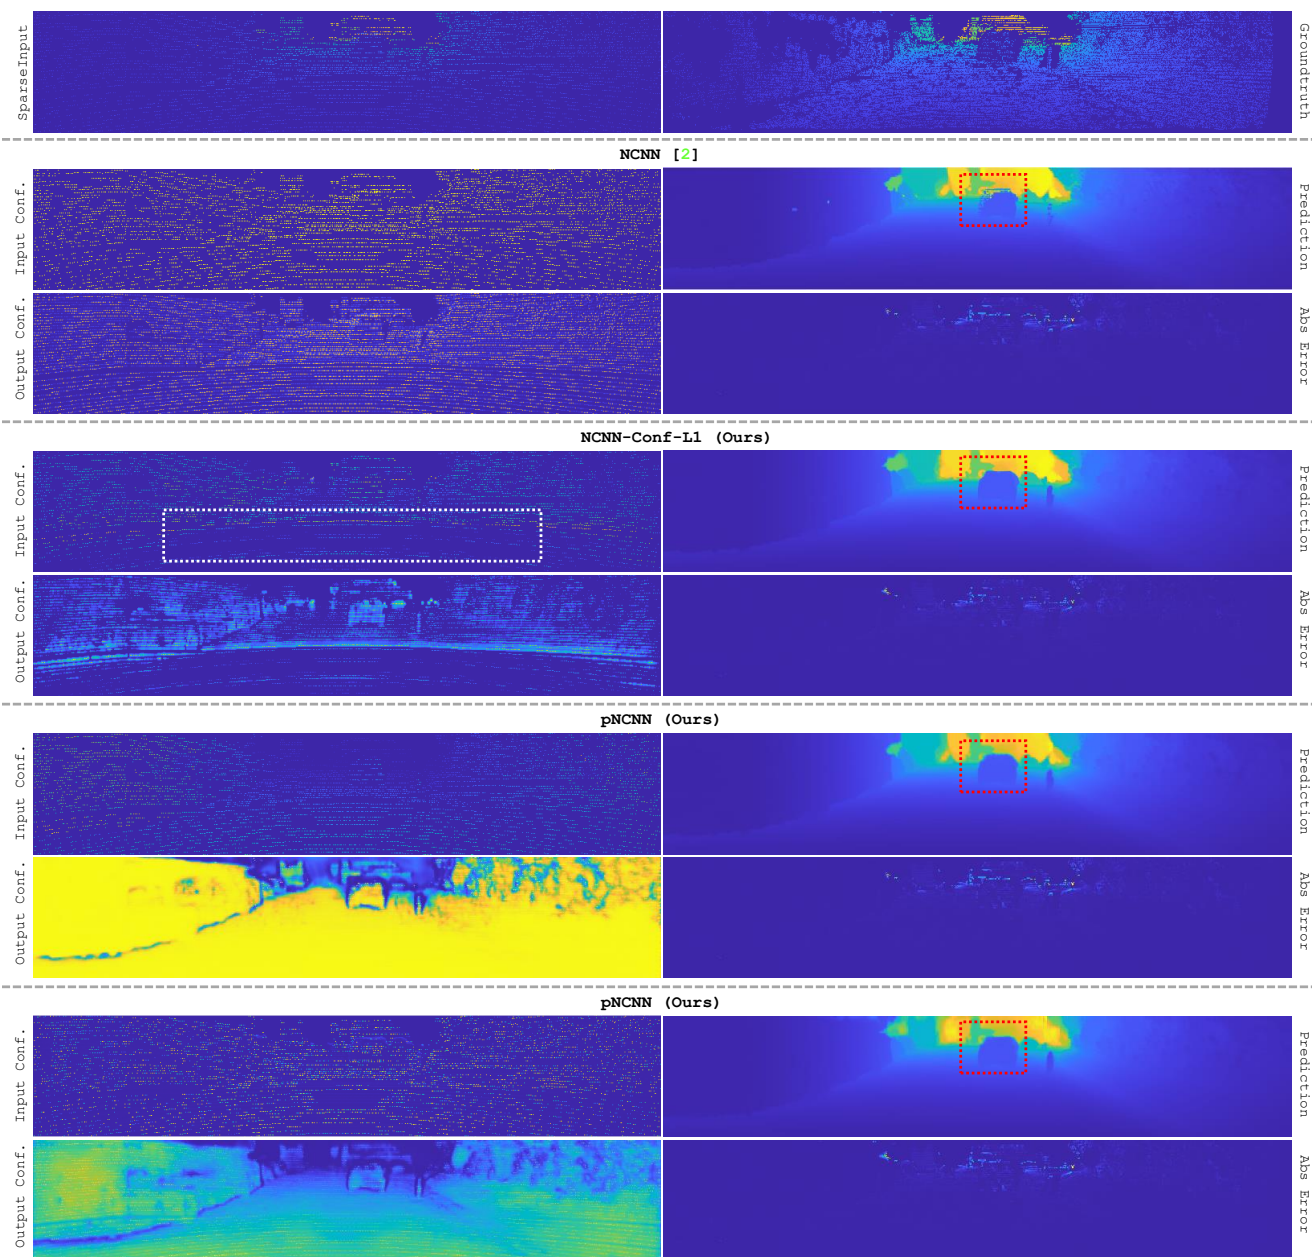 SparseInput
Groundtruth
NCNN [2]
Input Conf.
Prediction
Output Conf.
Abs Error
NCNN-Conf-L1 (Ours)
Input Conf.
Prediction
Output Conf.
Abs Error
pNCNN (Ours)
Input Conf.
Prediction
Output Conf.
Abs Error
pNCNN (Ours)
Input Conf.
Prediction
Output Conf.
Abs Error